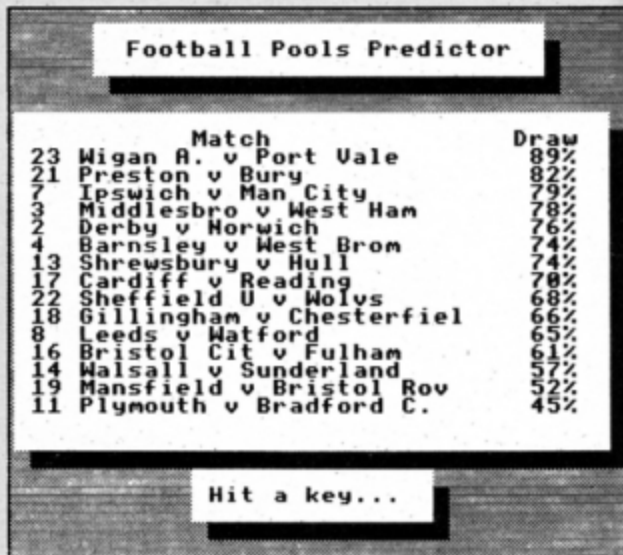 Football Pools Predictor
Match Draw
23 Wigan A. v Port Vale 89%
21 Preston v Bury 82%
7 Ipswich v Man City 79%
3 Middlesbro v West Ham 78%
2 Derby v Norwich 76%
4 Barnsley v West Brom 74%
13 Shrewsbury v Hull 74%
17 Cardiff v Reading 70%
22 Sheffield U v Wolvs 68%
18 Gillingham v Chesterfiel 66%
8 Leeds v Watford 65%
16 Bristol Cit v Fulham 61%
14 Walsall v Sunderland 57%
19 Mansfield v Bristol Rov 52%
11 Plymouth v Bradford C. 45%
Hit a key...